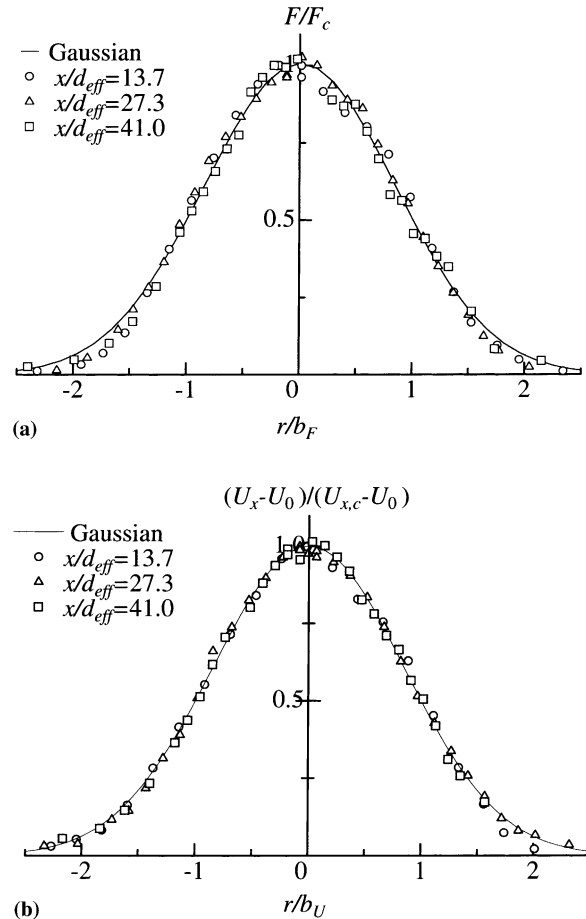 F/F_c
— Gaussian
○ x/d_eff=13.7
△ x/d_eff=27.3
□ x/d_eff=41.0
1.0
0.5
-2 -1 0 1 2
(a)
r/b_F
(U_x-U_0)/(U_x,c-U_0)
— Gaussian
○ x/d_eff=13.7
△ x/d_eff=27.3
□ x/d_eff=41.0
1.0
0.5
-2 -1 0 1 2
(b)
r/b_U